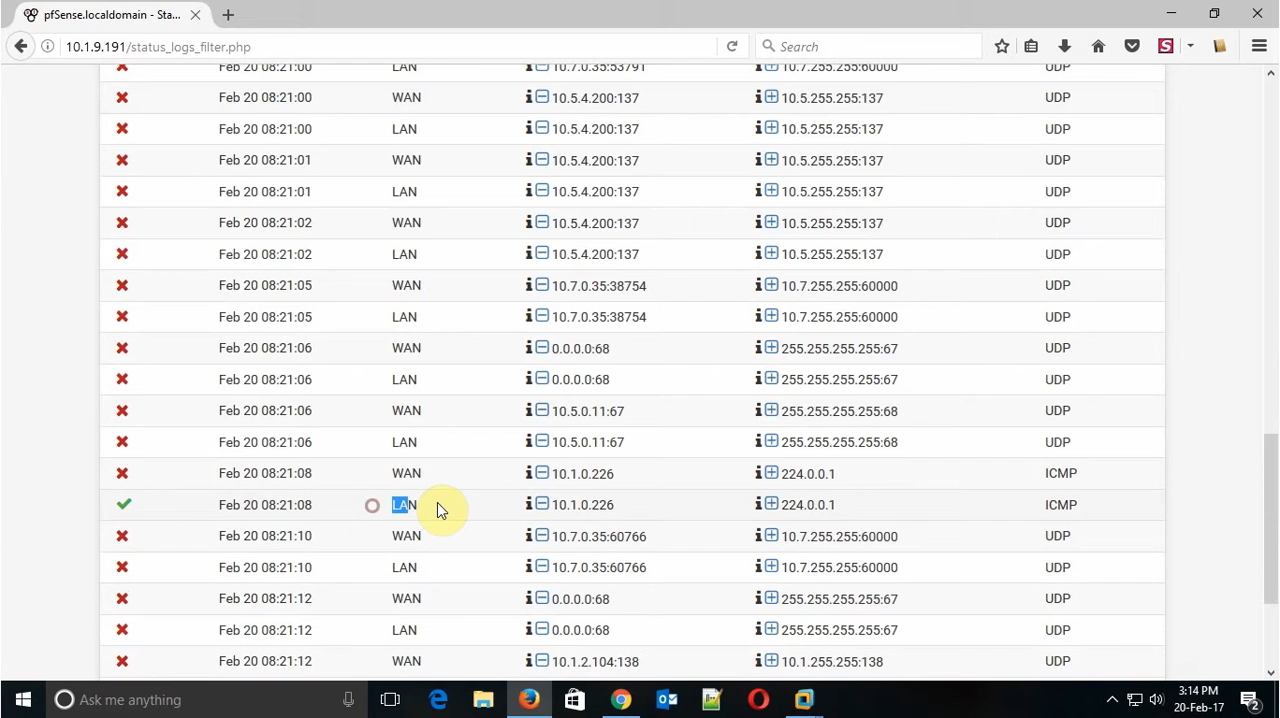 pfSense.localdomain - Sta...
10.1.9.191/status_logs_filter.php
Search
Feb 20 08:21:00 LAN 10.7.0.35:53791 10.7.255.255:60000 UDP
Feb 20 08:21:00 WAN 10.5.4.200:137 10.5.255.255:137 UDP
Feb 20 08:21:00 LAN 10.5.4.200:137 10.5.255.255:137 UDP
Feb 20 08:21:01 WAN 10.5.4.200:137 10.5.255.255:137 UDP
Feb 20 08:21:01 LAN 10.5.4.200:137 10.5.255.255:137 UDP
Feb 20 08:21:02 WAN 10.5.4.200:137 10.5.255.255:137 UDP
Feb 20 08:21:02 LAN 10.5.4.200:137 10.5.255.255:137 UDP
Feb 20 08:21:05 WAN 10.7.0.35:38754 10.7.255.255:60000 UDP
Feb 20 08:21:05 LAN 10.7.0.35:38754 10.7.255.255:60000 UDP
Feb 20 08:21:06 WAN 0.0.0.0:68 255.255.255.255:67 UDP
Feb 20 08:21:06 LAN 0.0.0.0:68 255.255.255.255:67 UDP
Feb 20 08:21:06 WAN 10.5.0.11:67 255.255.255.255:68 UDP
Feb 20 08:21:06 LAN 10.5.0.11:67 255.255.255.255:68 UDP
Feb 20 08:21:08 WAN 10.1.0.226 224.0.0.1 ICMP
Feb 20 08:21:08 LAN 10.1.0.226 224.0.0.1 ICMP
Feb 20 08:21:10 WAN 10.7.0.35:60766 10.7.255.255:60000 UDP
Feb 20 08:21:10 LAN 10.7.0.35:60766 10.7.255.255:60000 UDP
Feb 20 08:21:12 WAN 0.0.0.0:68 255.255.255.255:67 UDP
Feb 20 08:21:12 LAN 0.0.0.0:68 255.255.255.255:67 UDP
Feb 20 08:21:12 WAN 10.1.2.104:138 10.1.255.255:138 UDP
Ask me anything
3:14 PM
20-Feb-17
2